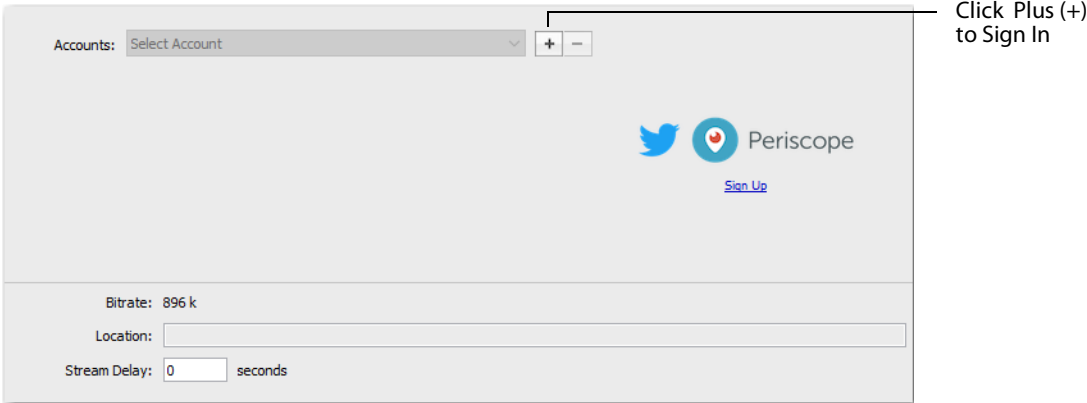 Click Plus (+)
to Sign In
Accounts: Select Account + −
Periscope
Sign Up
Bitrate: 896 k
Location:
Stream Delay: 0 seconds